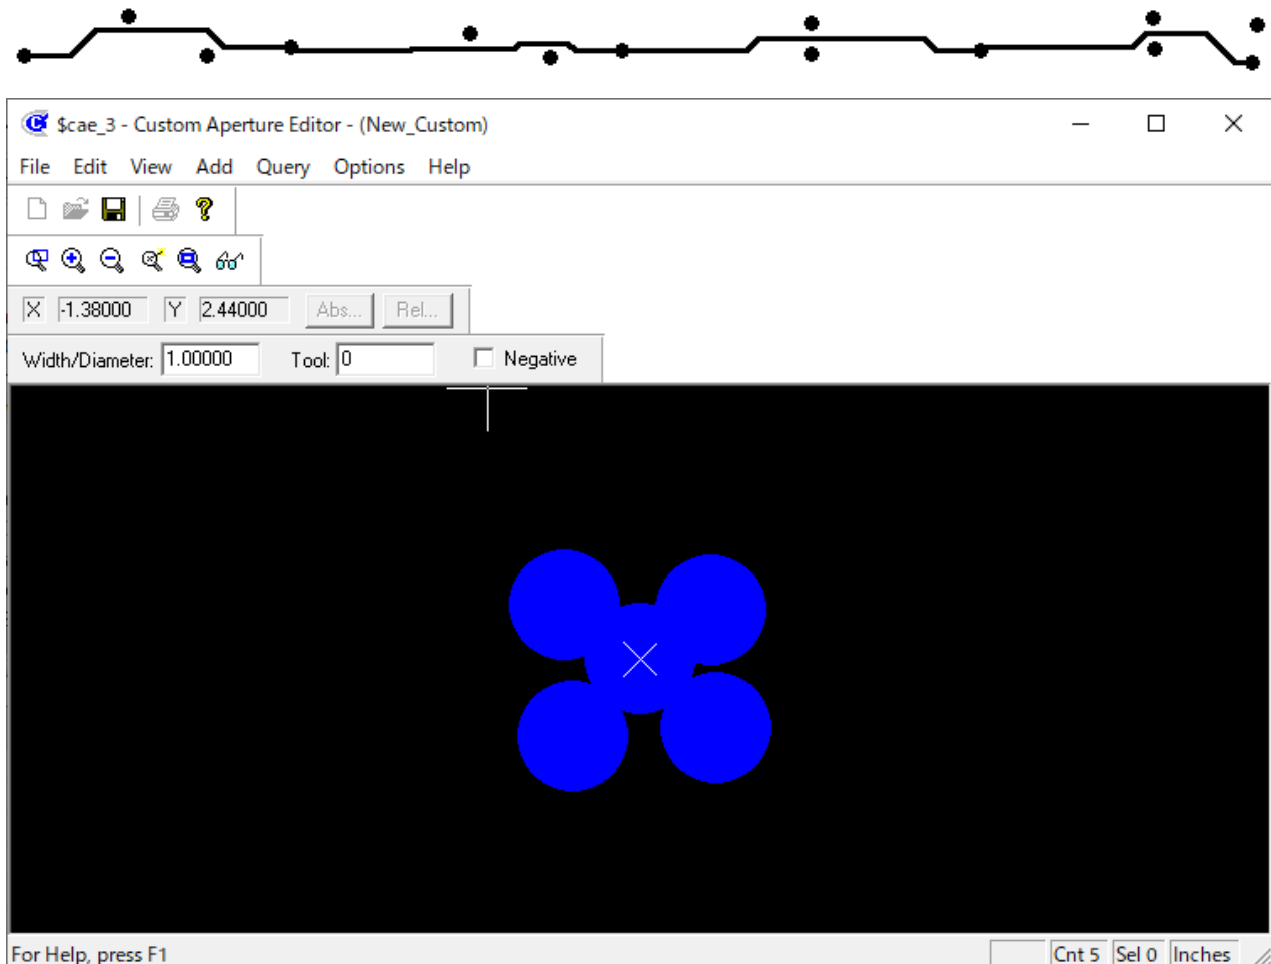 $cae_3 - Custom Aperture Editor - (New_Custom)
File Edit View Add Query Options Help
X -1.38000 Y 2.44000 Abs... Rel...
Width/Diameter: 1.00000 Tool: 0 Negative
For Help, press F1 Cnt 5 Sel 0 Inches